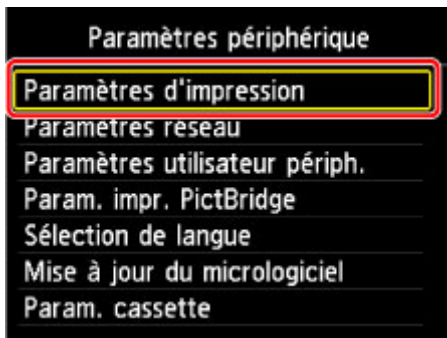 Paramètres périphérique
Paramètres d'impression
Paramètres réseau
Paramètres utilisateur périph.
Param. impr. PictBridge
Sélection de langue
Mise à jour du micrologiciel
Param. cassette